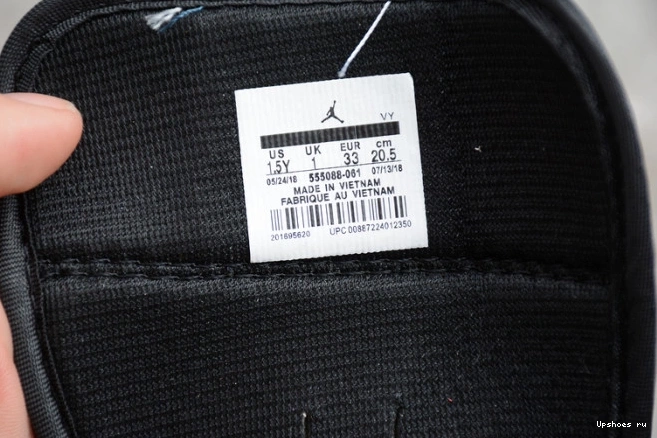 VY
US UK EUR cm
1.5Y 1 33 20.5
05/24/18 555088-061 07/13/18
MADE IN VIETNAM
FABRIQUE AU VIETNAM
201695620 UPC 00887224012350
Upshoes ru